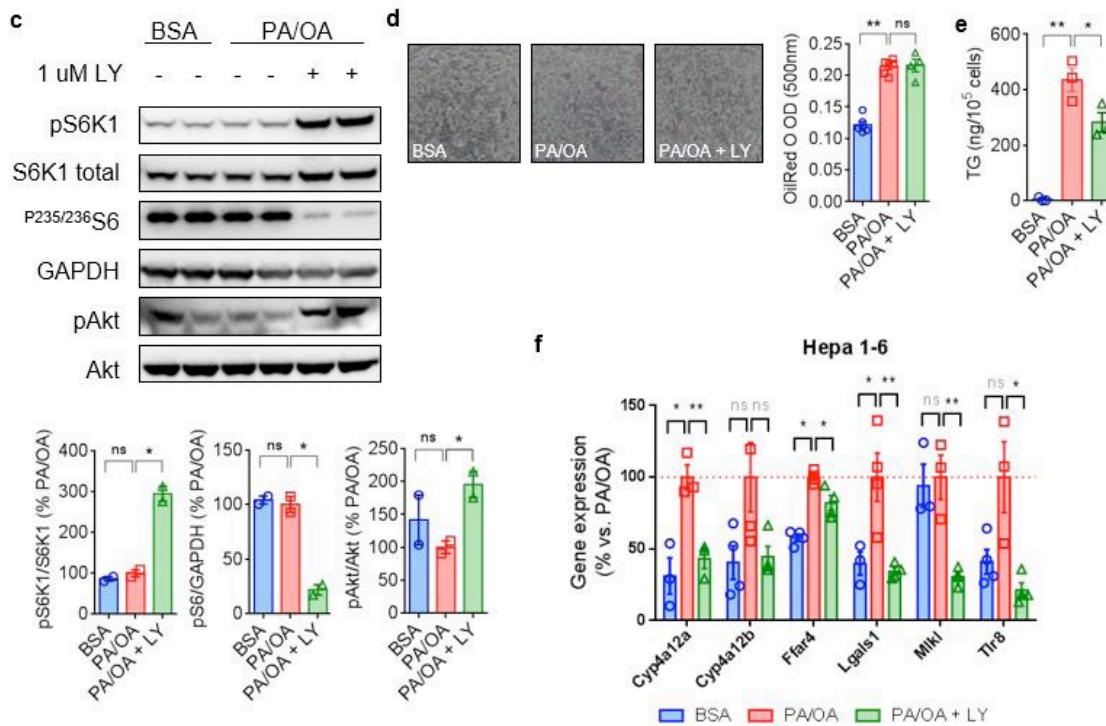 c
BSA PA/OA
1 uM LY - - - - + +
pS6K1
S6K1 total
P235/236S6
GAPDH
pAkt
Akt
pS6K1/S6K1 (% PA/OA)
400
300
200
100
0
ns *
BSA
PA/OA
PA/OA + LY
pS6/GAPDH (% PA/OA)
150
100
50
0
ns *
BSA
PA/OA
PA/OA + LY
pAkt/Akt (% PA/OA)
250
200
150
100
50
0
ns *
BSA
PA/OA
PA/OA + LY
d
BSA
PA/OA
PA/OA + LY
OilRed O OD (500nm)
0.25
0.20
0.15
0.10
0.05
0.00
** ns
BSA
PA/OA
PA/OA + LY
e
TG (ng/10⁵ cells)
600
400
200
0
** *
BSA
PA/OA
PA/OA + LY
f
Hepa 1-6
Gene expression
(% vs. PA/OA)
150
100
50
0
* **
ns ns
* *
* **
ns **
ns *
Cyp4a12a
Cyp4a12b
Ffar4
Lgals1
Mlkl
Tlr8
BSA PA/OA PA/OA + LY